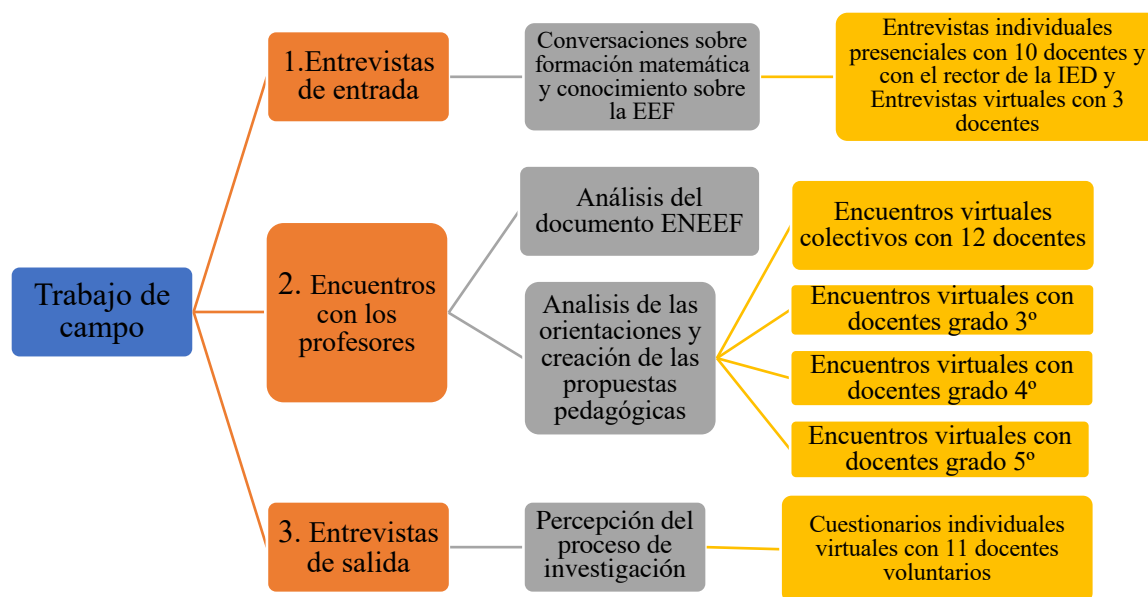 Trabajo de
campo
1.Entrevistas
de entrada
Conversaciones sobre
formación matemática
y conocimiento sobre
la EEF
Entrevistas individuales
presenciales con 10 docentes y
con el rector de la IED y
Entrevistas virtuales con 3
docentes
2. Encuentros
con los
profesores
Análisis del
documento ENEEF
Analisis de las
orientaciones y
creación de las
propuestas
pedagógicas
Encuentros virtuales
colectivos con 12 docentes
Encuentros virtuales con
docentes grado 3º
Encuentros virtuales con
docentes grado 4º
Encuentros virtuales con
docentes grado 5º
3. Entrevistas
de salida
Percepción del
proceso de
investigación
Cuestionarios individuales
virtuales con 11 docentes
voluntarios